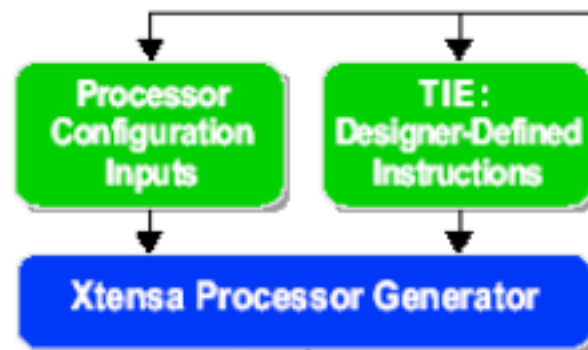 Processor
Configuration
Inputs
TIE:
Designer-Defined
Instructions
Xtensa Processor Generator